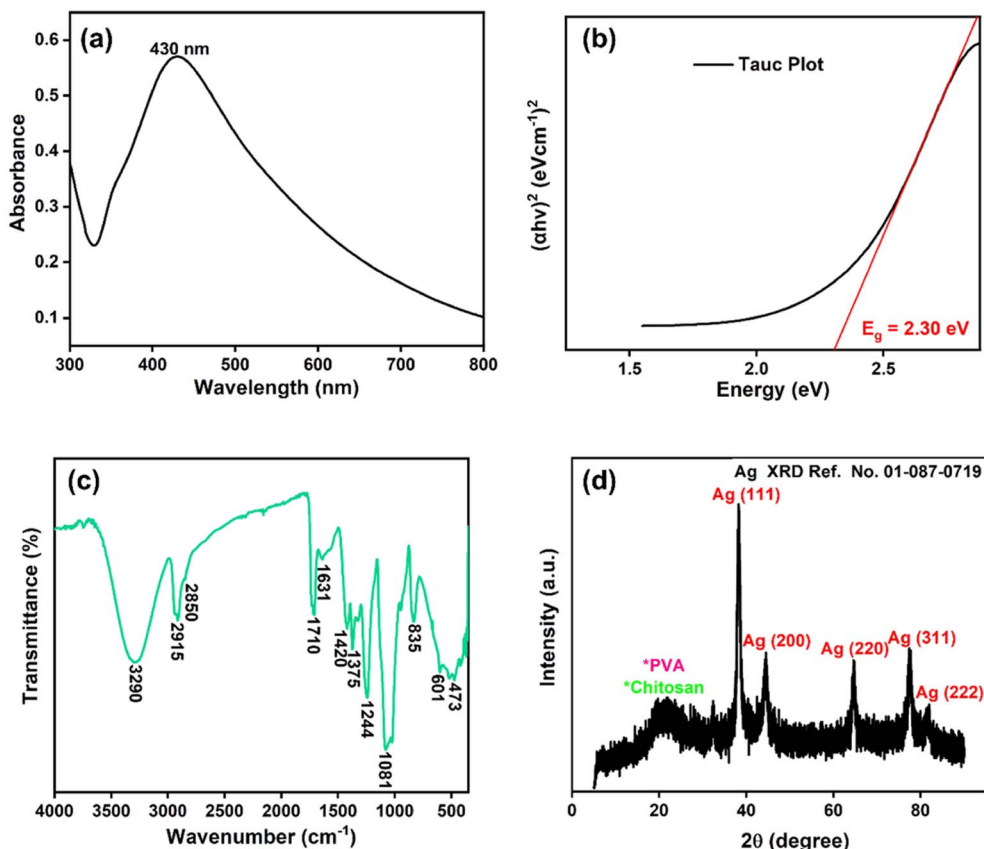 (a)
430 nm
0.6
0.5
0.4
0.3
0.2
0.1
Absorbance
300 400 500 600 700 800
Wavelength (nm)
(b)
Tauc Plot
(αhν)² (eVcm⁻¹)²
E_g = 2.30 eV
1.5 2.0 2.5
Energy (eV)
(c)
Transmittance (%)
3290
2915
2850
1710
1631
1420
1375
1244
1081
835
601
473
4000 3500 3000 2500 2000 1500 1000 500
Wavenumber (cm⁻¹)
(d)
Ag XRD Ref. No. 01-087-0719
Ag (111)
Ag (200)
Ag (220)
Ag (311)
Ag (222)
*PVA
*Chitosan
Intensity (a.u.)
0 20 40 60 80
2θ (degree)